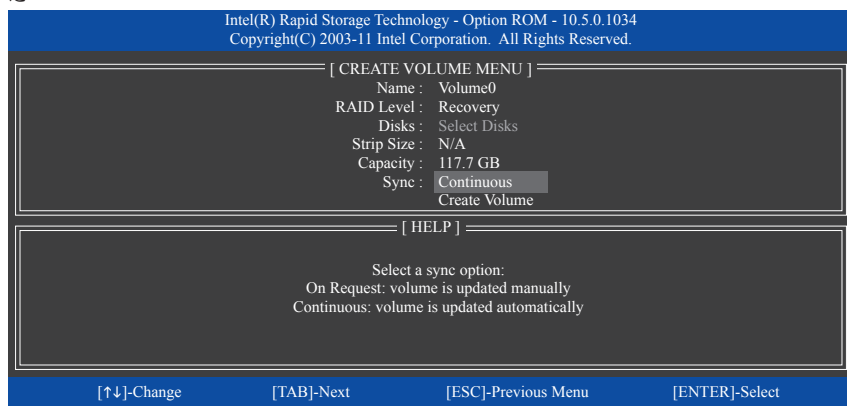 Intel(R) Rapid Storage Technology - Option ROM - 10.5.0.1034
Copyright(C) 2003-11 Intel Corporation. All Rights Reserved.
[ CREATE VOLUME MENU ]
Name : Volume0
RAID Level : Recovery
Disks : Select Disks
Strip Size : N/A
Capacity : 117.7 GB
Sync : Continuous
Create Volume
[ HELP ]
Select a sync option:
On Request: volume is updated manually
Continuous: volume is updated automatically
[↑↓]-Change [TAB]-Next [ESC]-Previous Menu [ENTER]-Select